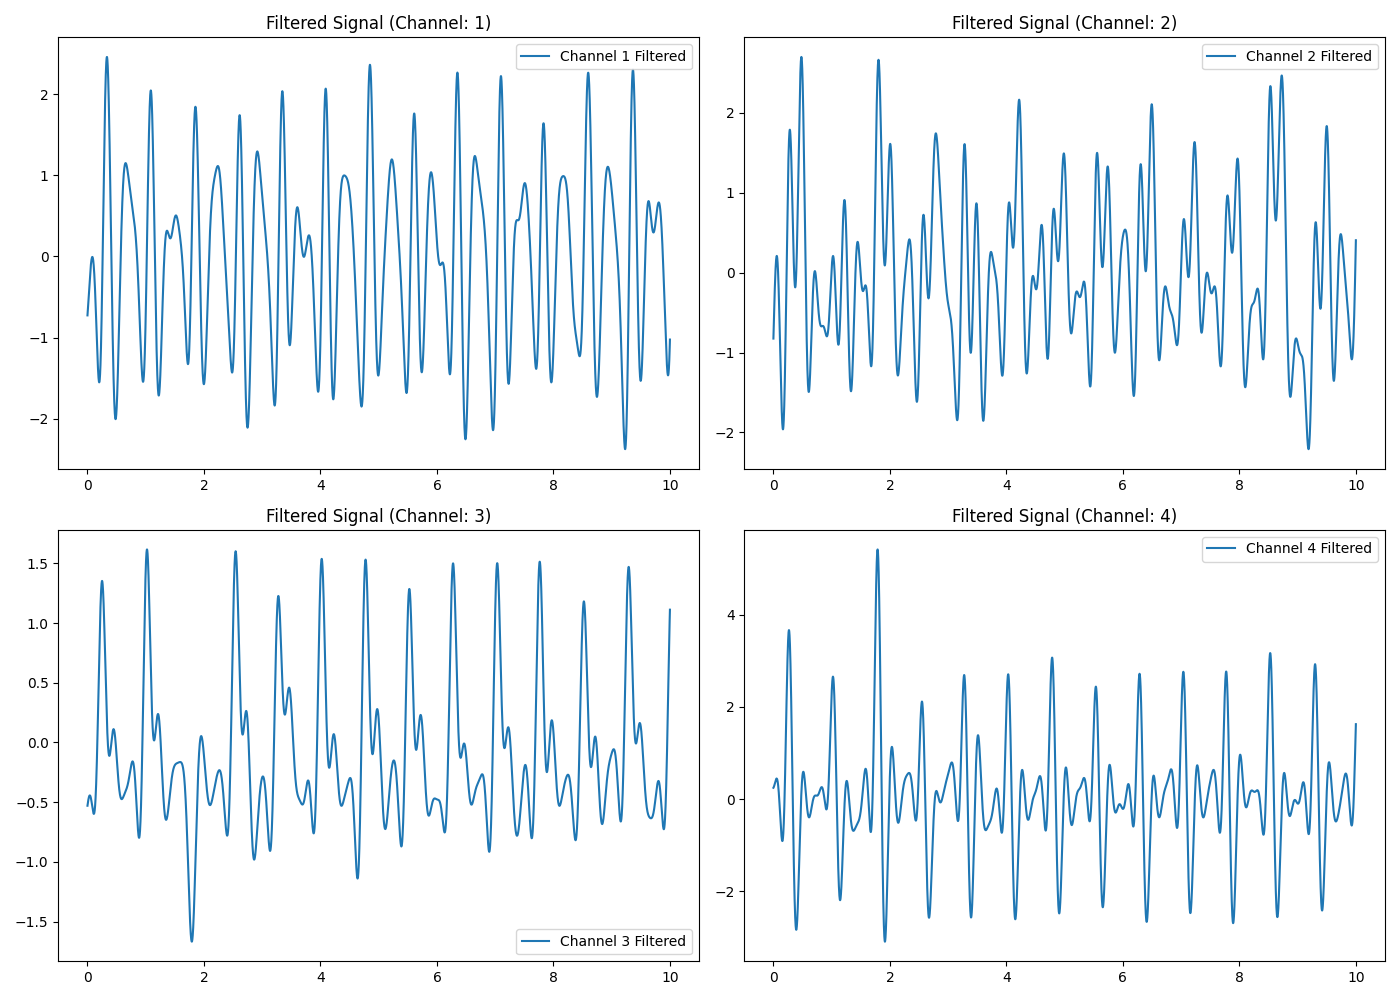 Filtered Signal (Channel: 1)
Channel 1 Filtered
2
1
0
−1
−2
0 2 4 6 8 10
Filtered Signal (Channel: 2)
Channel 2 Filtered
2
1
0
−1
−2
0 2 4 6 8 10
Filtered Signal (Channel: 3)
1.5
1.0
0.5
0.0
−0.5
−1.0
−1.5
Channel 3 Filtered
0 2 4 6 8 10
Filtered Signal (Channel: 4)
Channel 4 Filtered
4
2
0
−2
0 2 4 6 8 10